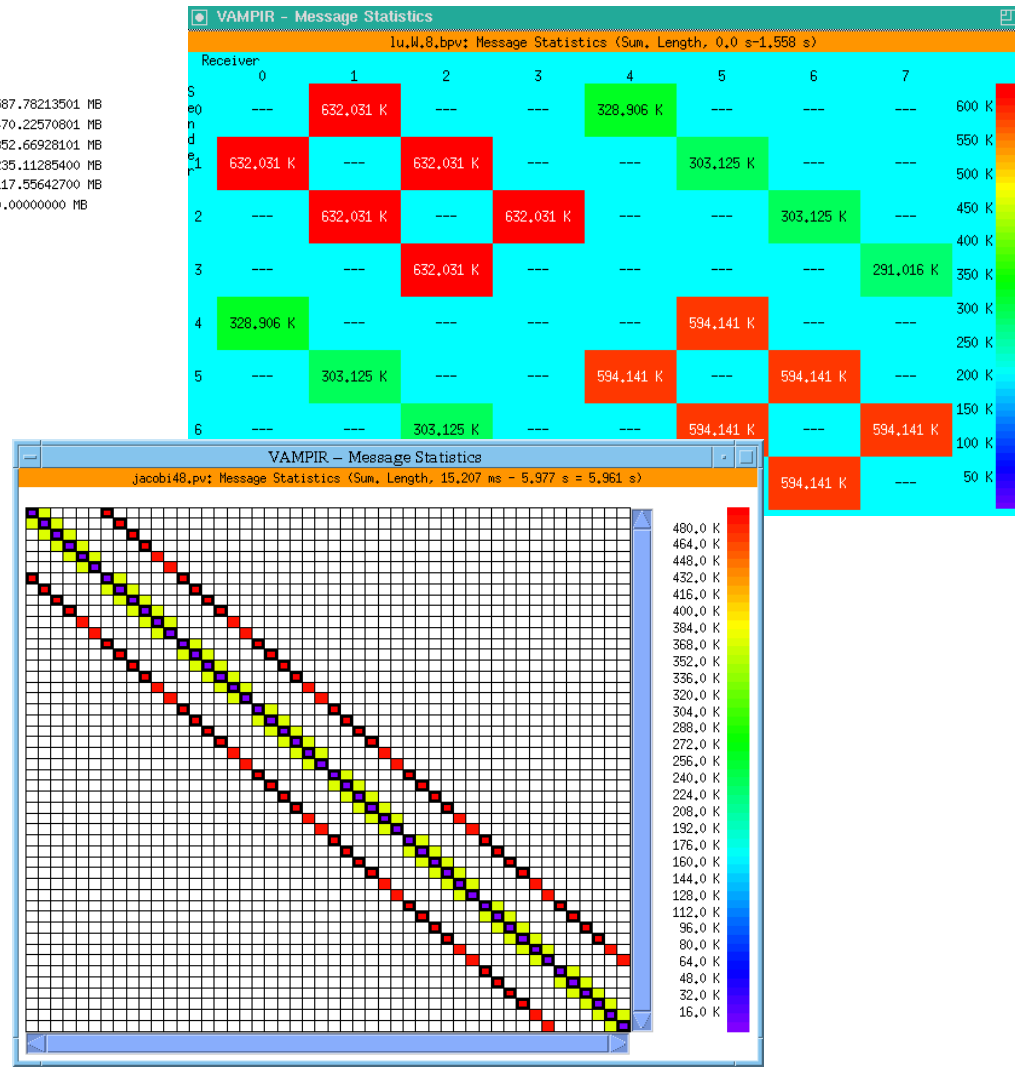 VAMPIR - Message Statistics
lu.W.8.bpv: Message Statistics (Sum. Length, 0.0 s-1.558 s)
Receiver
0 1 2 3 4 5 6 7
Sender
0 --- 632.031 K --- --- 328.906 K --- --- ---
1 632.031 K --- 632.031 K --- --- 303.125 K --- ---
2 --- 632.031 K --- 632.031 K --- --- 303.125 K ---
3 --- --- 632.031 K --- --- --- --- 291.016 K
4 328.906 K --- --- --- --- 594.141 K --- ---
5 --- 303.125 K --- --- 594.141 K --- 594.141 K ---
6 --- --- 303.125 K --- --- 594.141 K --- 594.141 K
594.141 K ---
600 K
550 K
500 K
450 K
400 K
350 K
300 K
250 K
200 K
150 K
100 K
50 K
587.78213501 MB
470.22570801 MB
352.66928101 MB
235.11285400 MB
117.55642700 MB
0.00000000 MB
VAMPIR - Message Statistics
jacobi48.pv: Message Statistics (Sum. Length, 15.207 ms - 5.977 s = 5.961 s)
480.0 K
464.0 K
448.0 K
432.0 K
416.0 K
400.0 K
384.0 K
368.0 K
352.0 K
336.0 K
320.0 K
304.0 K
288.0 K
272.0 K
256.0 K
240.0 K
224.0 K
208.0 K
192.0 K
176.0 K
160.0 K
144.0 K
128.0 K
112.0 K
96.0 K
80.0 K
64.0 K
48.0 K
32.0 K
16.0 K